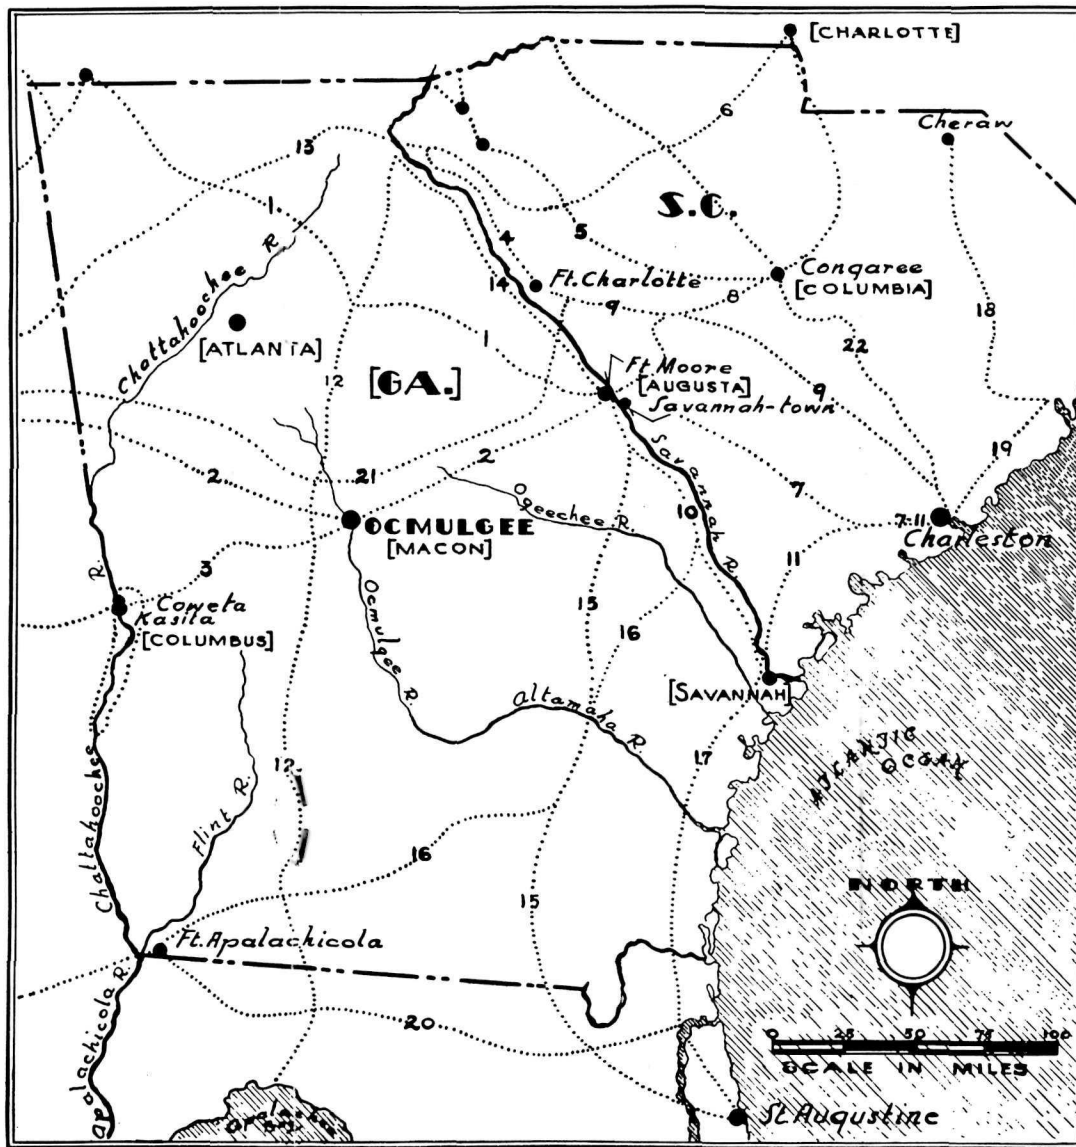 [CHARLOTTE]
6
Cheraw
13
S.C.
1
5
4
14
Ft. Charlotte
Congaree
[COLUMBIA]
8
9
18
Chattahoochee R.
[ATLANTA]
1
12
[GA.]
22
Ft Moore
[AUGUSTA]
Savannah-town
9
19
2
21
2
7
Ogeechee R.
Savannah R.
10
OCMULGEE
[MACON]
7-11
Charleston
3
11
R.
Coweta
Kasita
[COLUMBUS]
15
16
Ocmulgee R.
[SAVANNAH]
Altamaha R.
17
ATLANTIC
OCEAN
12
Chattahoochee
Flint R.
16
15
NORTH
Ft. Apalachicola
Apalachicola R.
20
0 25 50 75 100
SCALE IN MILES
St Augustine